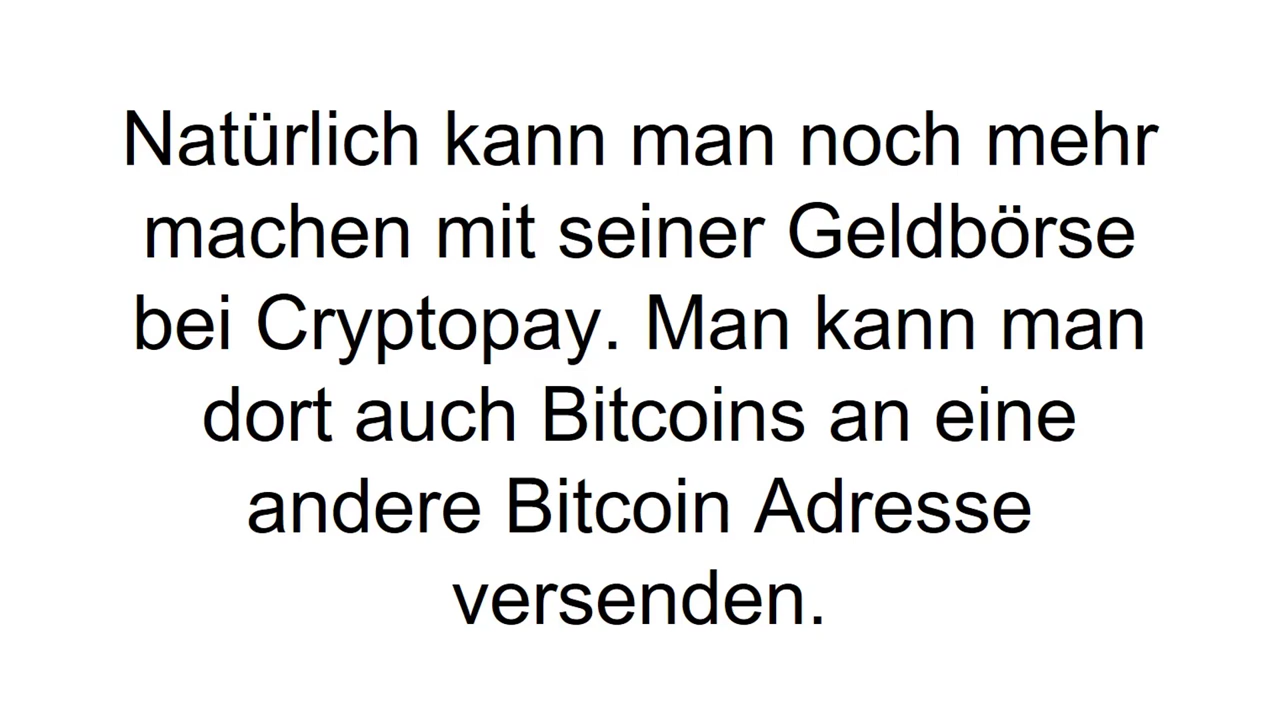 Natürlich kann man noch mehr
machen mit seiner Geldbörse
bei Cryptopay. Man kann man
dort auch Bitcoins an eine
andere Bitcoin Adresse
versenden.